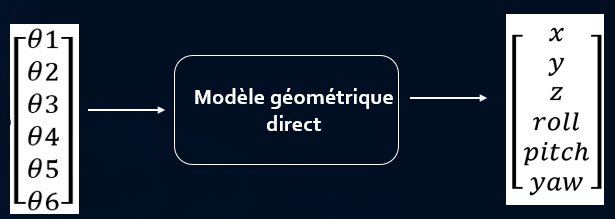 θ1
θ2
θ3
θ4
θ5
θ6
Modèle géométrique
direct
x
y
z
roll
pitch
yaw